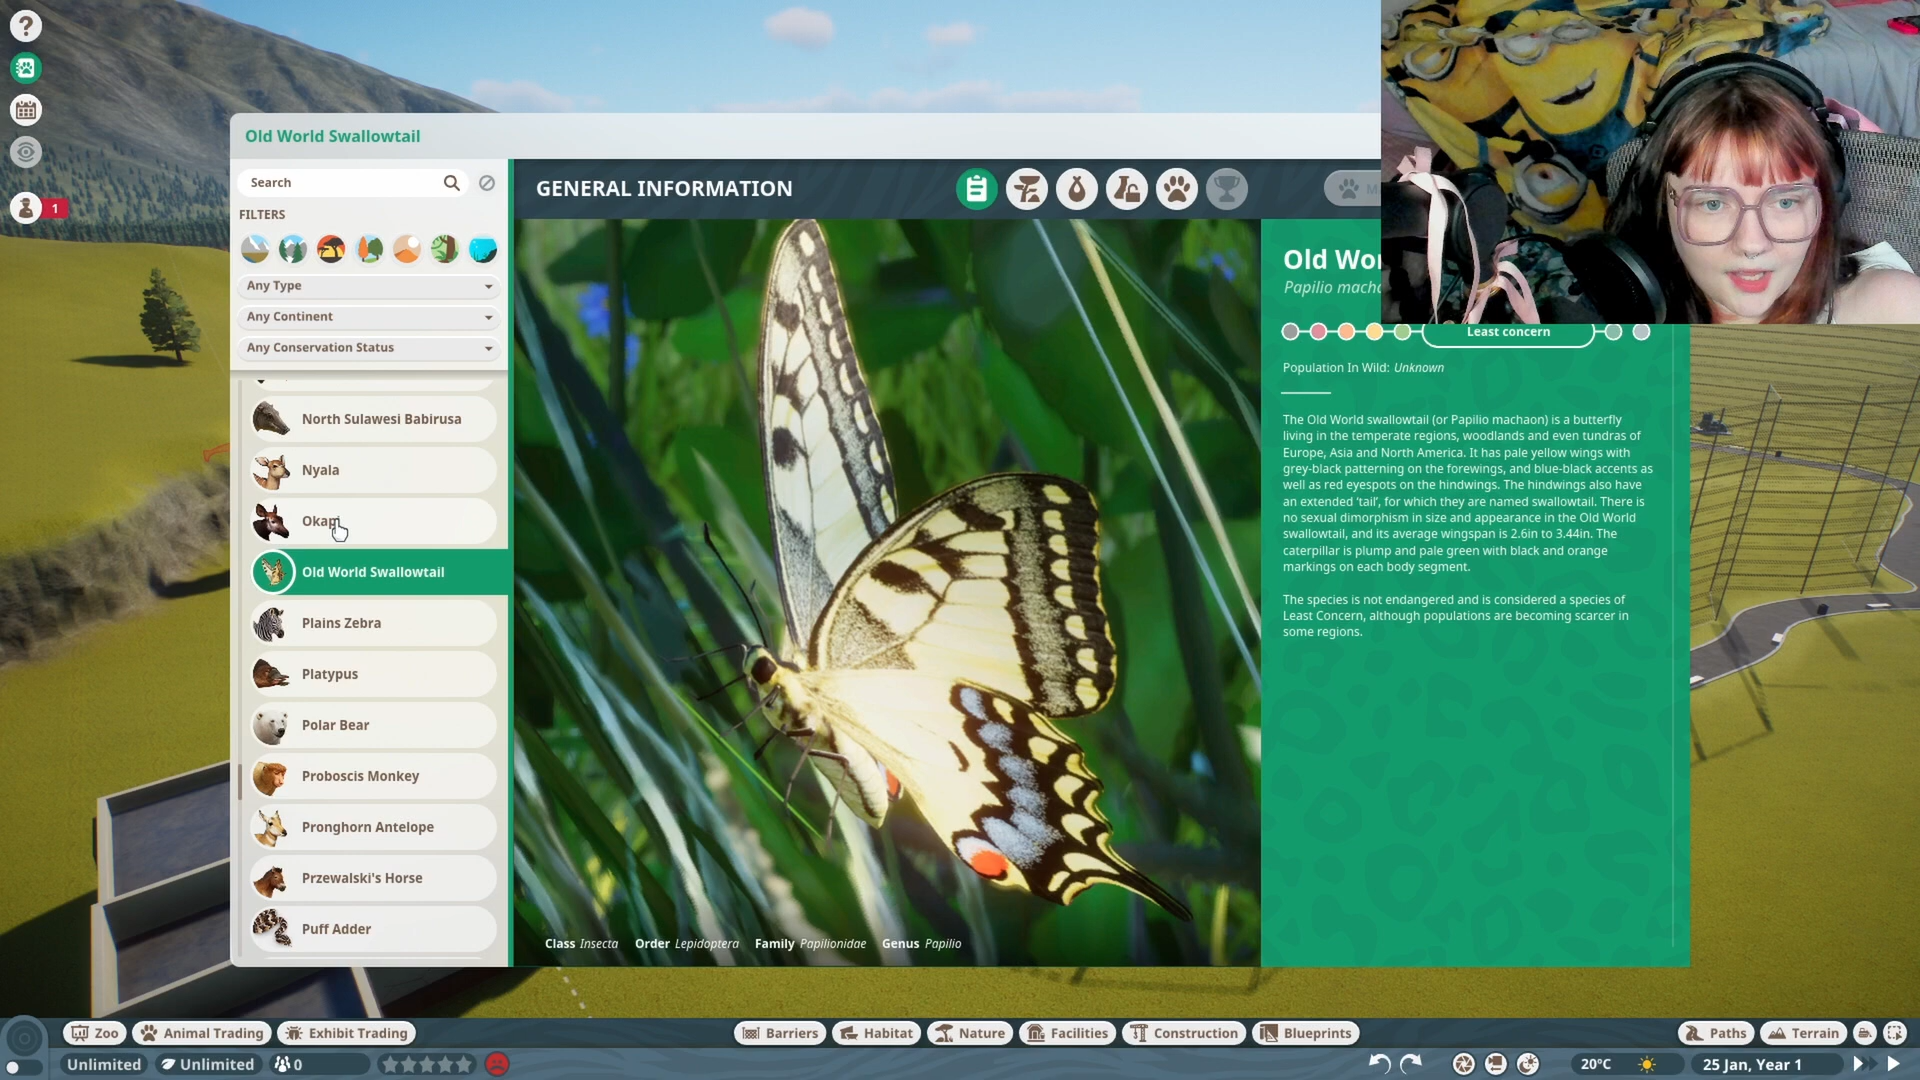 Old World Swallowtail
Search
FILTERS
Any Type
Any Continent
Any Conservation Status
North Sulawesi Babirusa
Nyala
Okapi
Old World Swallowtail
Plains Zebra
Platypus
Polar Bear
Proboscis Monkey
Pronghorn Antelope
Przewalski's Horse
Puff Adder
1
GENERAL INFORMATION
Class Insecta Order Lepidoptera Family Papilionidae Genus Papilio
Old
Papilio
Least concern
Population In Wild: Unknown
The Old World swallowtail (or Papilio machaon) is a butterfly
living in the temperate regions, woodlands and even tundras of
Europe, Asia and North America. It has pale yellow wings with
grey-black patterning on the forewings, and blue-black accents as
well as red eyespots on the hindwings. The hindwings also have
an extended 'tail', for which they are named swallowtail. There is
no sexual dimorphism in size and appearance in the Old World
swallowtail, and its average wingspan is 2.6in to 3.44in. The
caterpillar is plump and pale green with black and orange
markings on each body segment.
The species is not endangered and is considered a species of
Least Concern, although populations are becoming scarcer in
some regions.
Zoo
Animal Trading
Exhibit Trading
Barriers
Habitat
Nature
Facilities
Construction
Blueprints
Paths
Terrain
Unlimited
Unlimited
0
20°C
25 Jan, Year 1